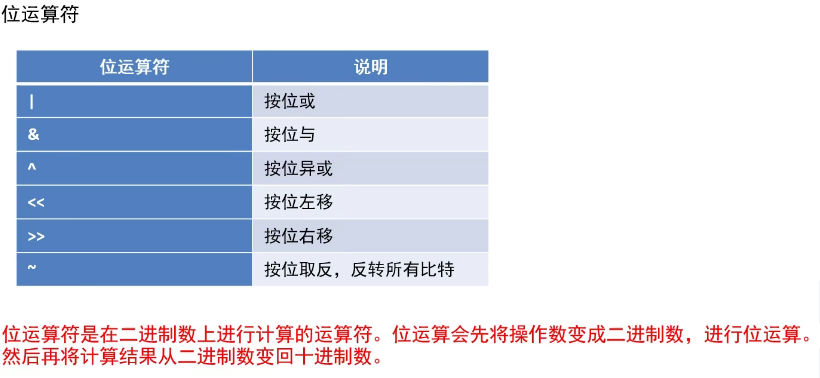 位运算符
位运算符 说明
| 按位或
& 按位与
^ 按位异或
<< 按位左移
>> 按位右移
~ 按位取反，反转所有比特
位运算符是在二进制数上进行计算的运算符。位运算会先将操作数变成二进制数，进行位运算。
然后再将计算结果从二进制数变回十进制数。